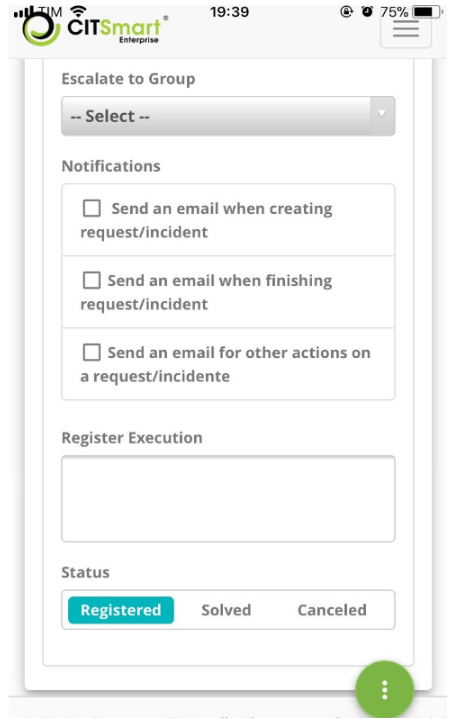 TIM 19:39 75%
CITSmart®
Enterprise
Escalate to Group
-- Select --
Notifications
Send an email when creating
request/incident
Send an email when finishing
request/incident
Send an email for other actions on
a request/incidente
Register Execution
Status
Registered Solved Canceled